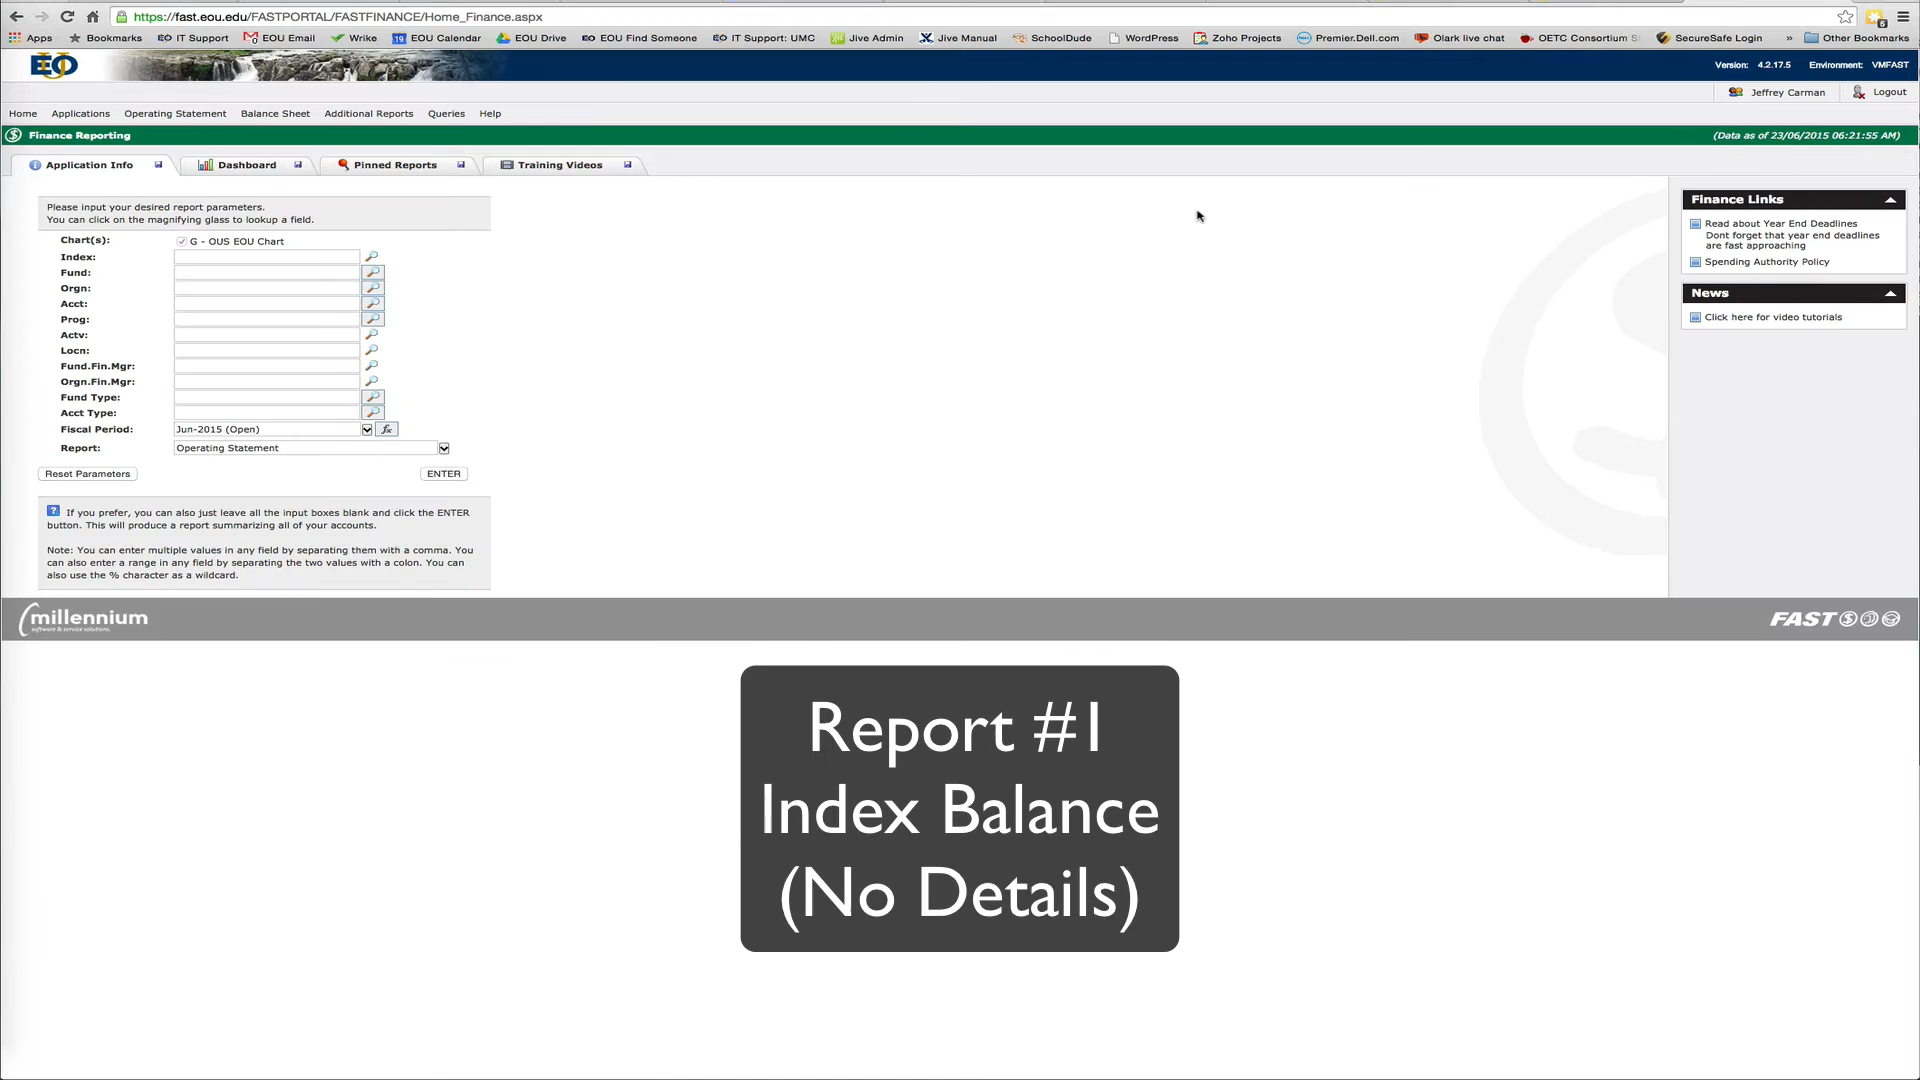 https://fast.eou.edu/FASTPORTAL/FASTFINANCE/Home_Finance.aspx
Apps Bookmarks EO IT Support EOU Email Wrike 19 EOU Calendar EOU Drive EO EOU Find Someone EO IT Support: UMC Jive Admin Jive Manual SchoolDude WordPress Zoho Projects Premier.Dell.com Olark live chat OETC Consortium S SecureSafe Login » Other Bookmarks
EOU Version: 4.2.17.5 Environment: VMFAST
Jeffrey Carman Logout
Home Applications Operating Statement Balance Sheet Additional Reports Queries Help
Finance Reporting (Data as of 23/06/2015 06:21:55 AM)
Application Info Dashboard Pinned Reports Training Videos
Please input your desired report parameters.
You can click on the magnifying glass to lookup a field.
Chart(s): G - OUS EOU Chart
Index:
Fund:
Orgn:
Acct:
Prog:
Actv:
Locn:
Fund.Fin.Mgr:
Orgn.Fin.Mgr:
Fund Type:
Acct Type:
Fiscal Period: Jun-2015 (Open) fx
Report: Operating Statement
Reset Parameters ENTER
? If you prefer, you can also just leave all the input boxes blank and click the ENTER
button. This will produce a report summarizing all of your accounts.
Note: You can enter multiple values in any field by separating them with a comma. You
can also enter a range in any field by separating the two values with a colon. You can
also use the % character as a wildcard.
Finance Links
Read about Year End Deadlines
Dont forget that year end deadlines
are fast approaching
Spending Authority Policy
News
Click here for video tutorials
millennium
software & service solutions.
FAST
Report #1
Index Balance
(No Details)